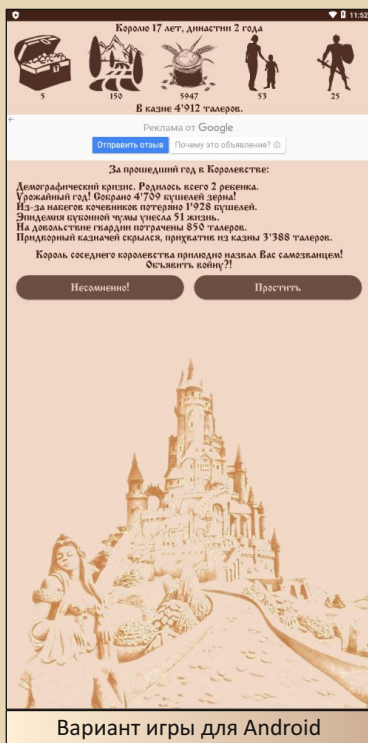 11:52
Королю 17 лет, династии 2 года
5 150 5947 53 25
В казне 4'912 талеров.
Реклама от Google
Отправить отзыв Почему это объявление?
За прошедший год в Королевстве:
Демографический кризис. Родилось всего 2 ребенка.
Урожайный год! Собрано 4'709 бушелей зерна!
Из-за набегов кочевников потеряно 1'928 бушелей.
Эпидемия бубонной чумы унесла 51 жизнь.
На довольствие гвардии потрачены 850 талеров.
Придворный казначей скрылся, прихватив из казны 3'388 талеров.
Король соседнего королевства прилюдно назвал Вас самозванцем!
Объявить войну?!
Несомненно! Простить
Вариант игры для Android